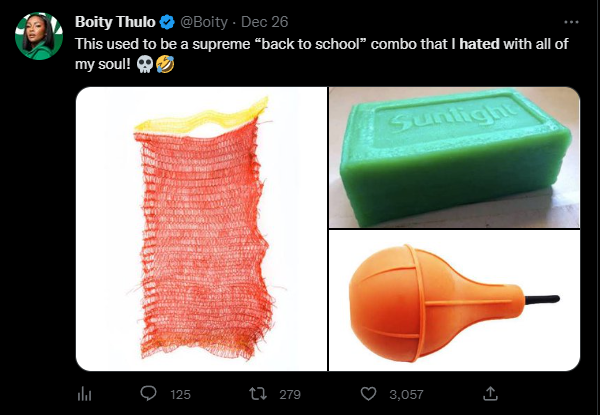 Boity Thulo @Boity · Dec 26
This used to be a supreme “back to school” combo that I hated with all of
my soul! 💀🤣
Sunlight
125 279 3,057